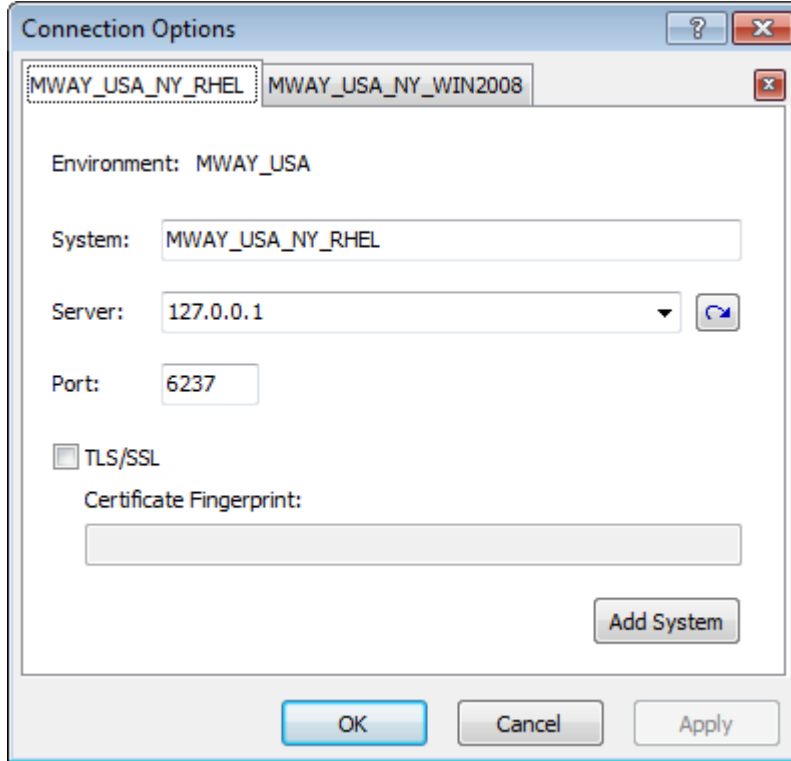 Connection Options
MWAY_USA_NY_RHEL MWAY_USA_NY_WIN2008
Environment: MWAY_USA
System: MWAY_USA_NY_RHEL
Server: 127.0.0.1
Port: 6237
TLS/SSL
Certificate Fingerprint:
Add System
OK Cancel Apply